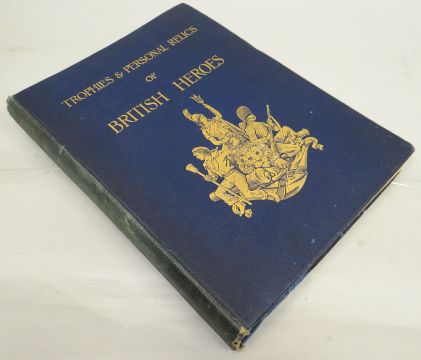 TROPHIES & PERSONAL RELICS
OF
BRITISH HEROES